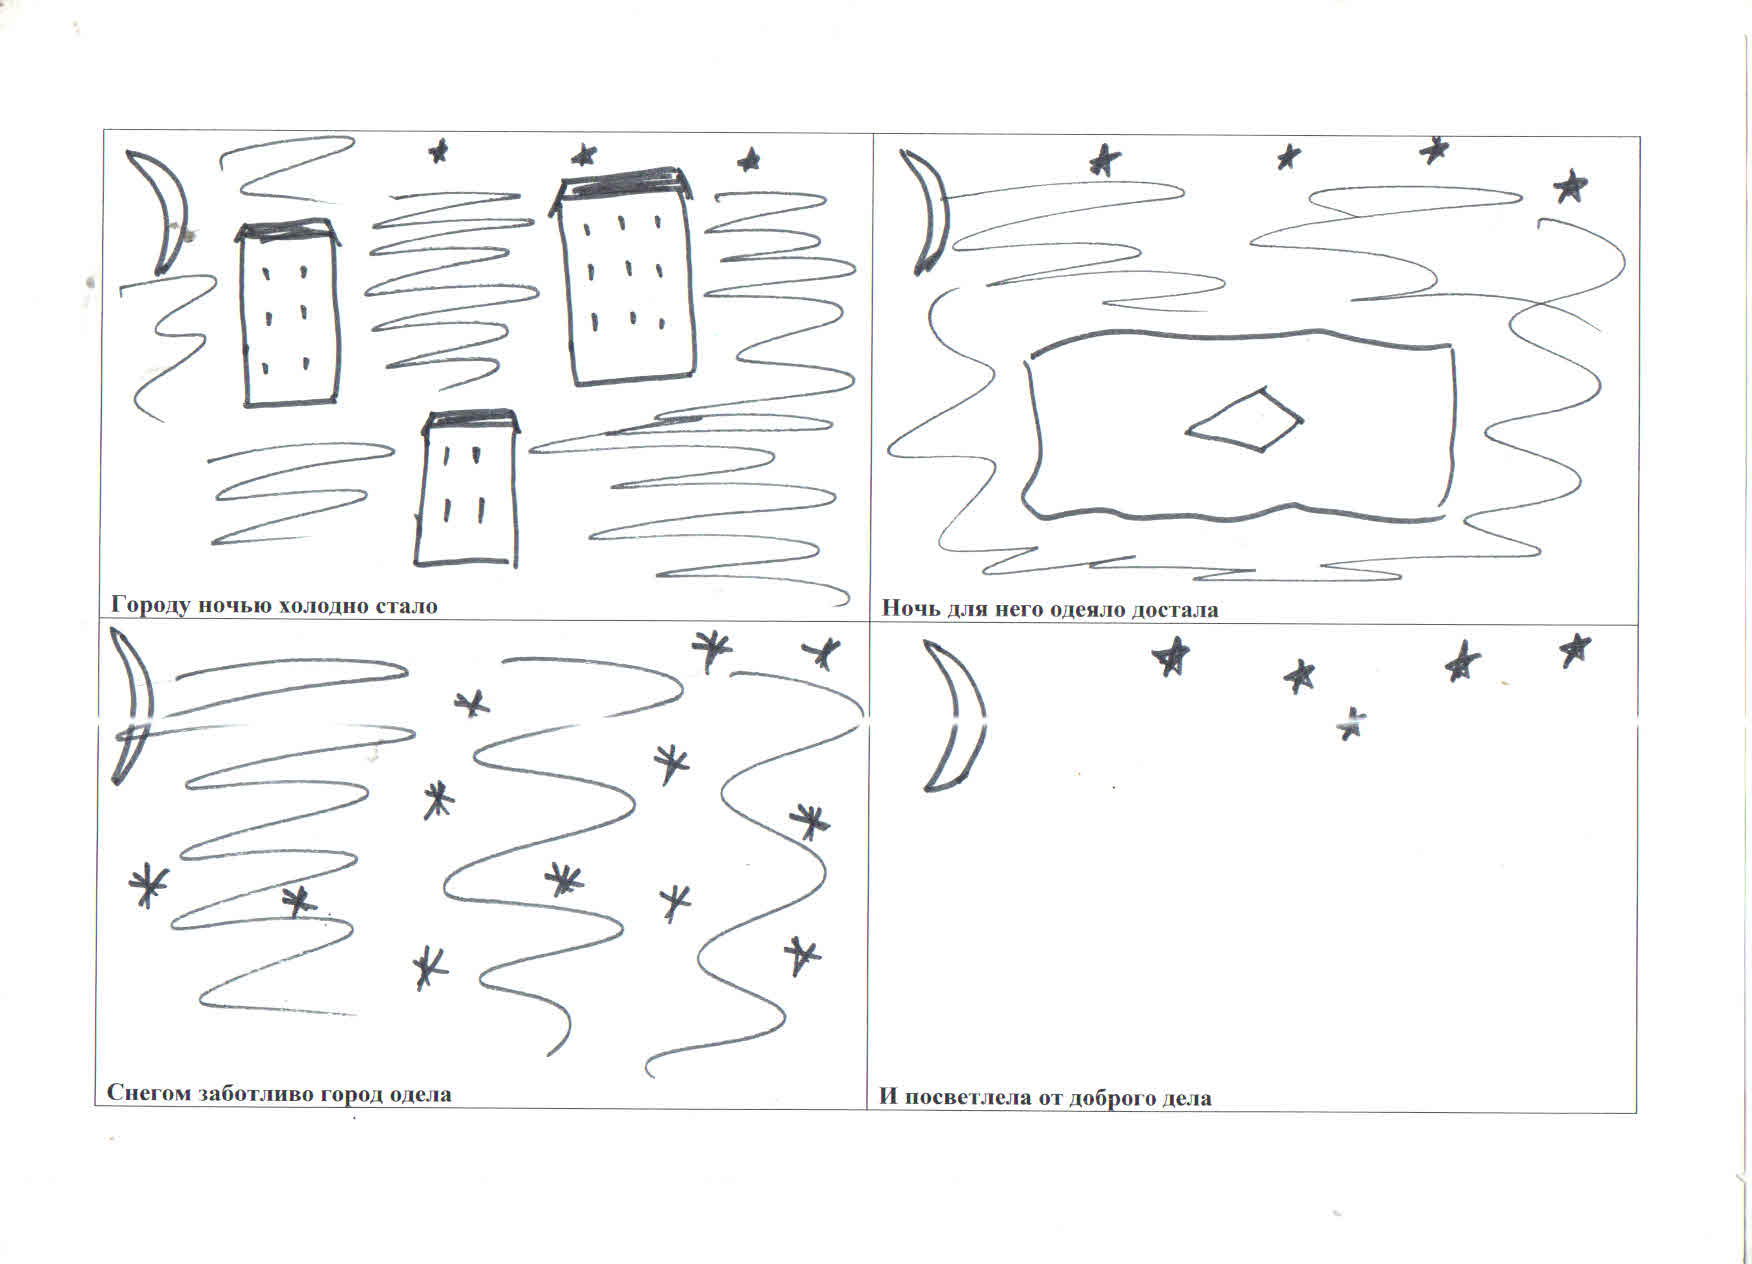 Городу ночью холодно стало
Ночь для него одеяло достала
Снегом заботливо город одела
И посветлела от доброго дела